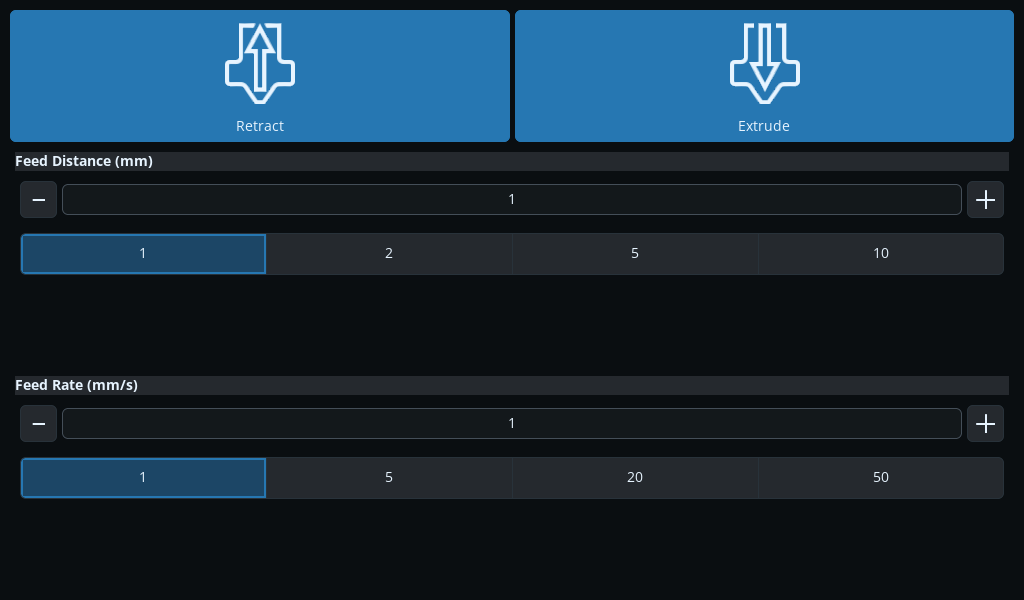 Retract
Extrude
Feed Distance (mm)
− 1 +
1 2 5 10
Feed Rate (mm/s)
− 1 +
1 5 20 50